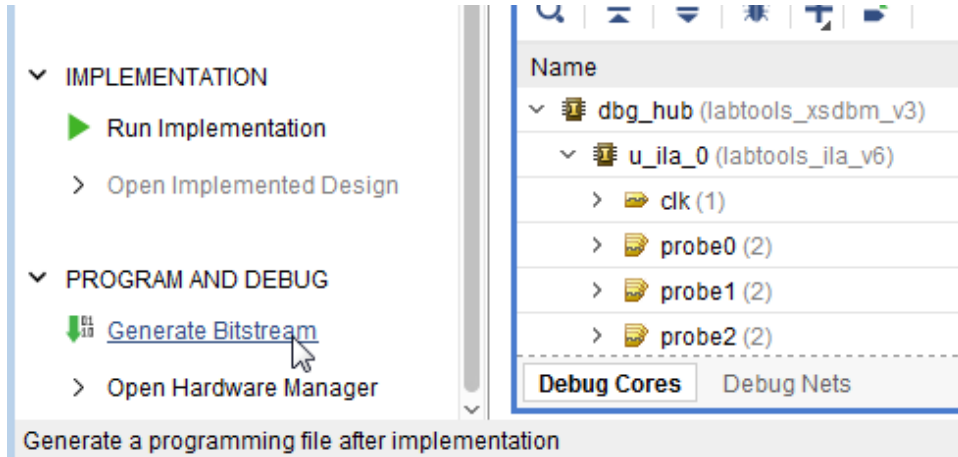 IMPLEMENTATION
Run Implementation
Open Implemented Design
PROGRAM AND DEBUG
Generate Bitstream
Open Hardware Manager
Name
dbg_hub (labtools_xsdbm_v3)
u_ila_0 (labtools_ila_v6)
clk (1)
probe0 (2)
probe1 (2)
probe2 (2)
Debug Cores Debug Nets
Generate a programming file after implementation